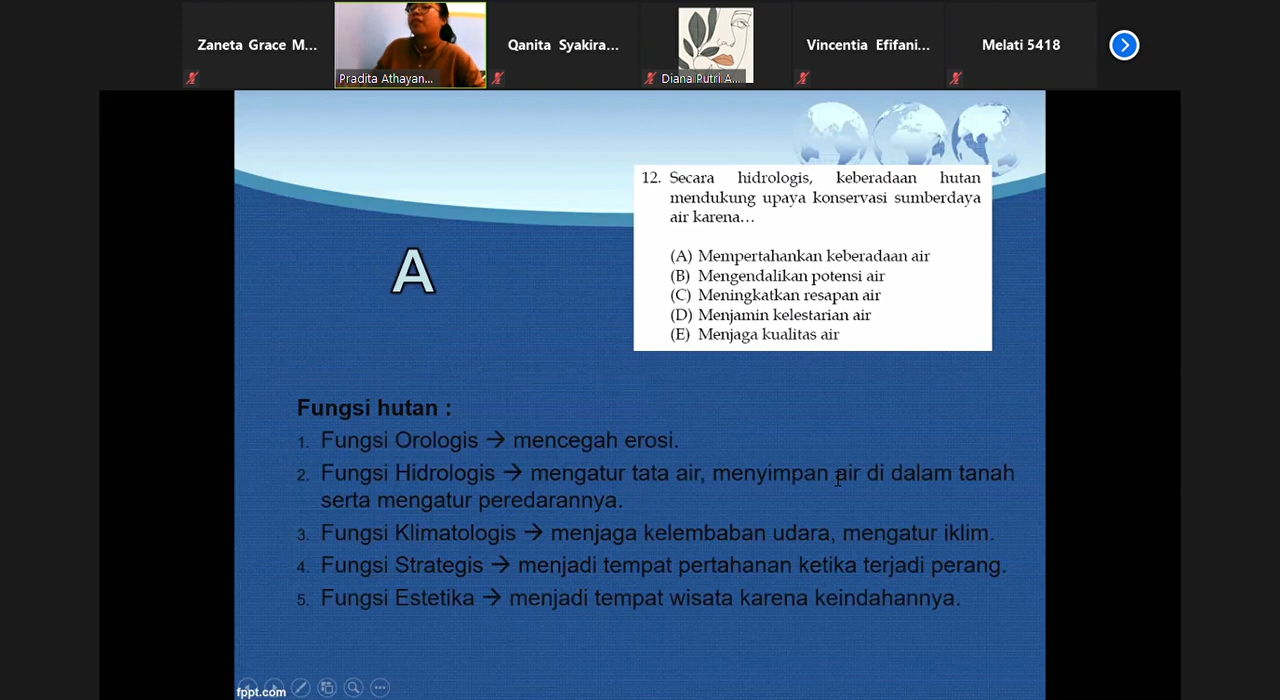 Zaneta Grace M...
Pradita Athayan...
Qanita Syakira...
Diana Putri A...
Vincentia Efifani...
Melati 5418
12. Secara hidrologis, keberadaan hutan
mendukung upaya konservasi sumberdaya
air karena...
(A) Mempertahankan keberadaan air
(B) Mengendalikan potensi air
(C) Meningkatkan resapan air
(D) Menjamin kelestarian air
(E) Menjaga kualitas air
A
Fungsi hutan :
1. Fungsi Orologis → mencegah erosi.
2. Fungsi Hidrologis → mengatur tata air, menyimpan air di dalam tanah
serta mengatur peredarannya.
3. Fungsi Klimatologis → menjaga kelembaban udara, mengatur iklim.
4. Fungsi Strategis → menjadi tempat pertahanan ketika terjadi perang.
5. Fungsi Estetika → menjadi tempat wisata karena keindahannya.
fppt.com